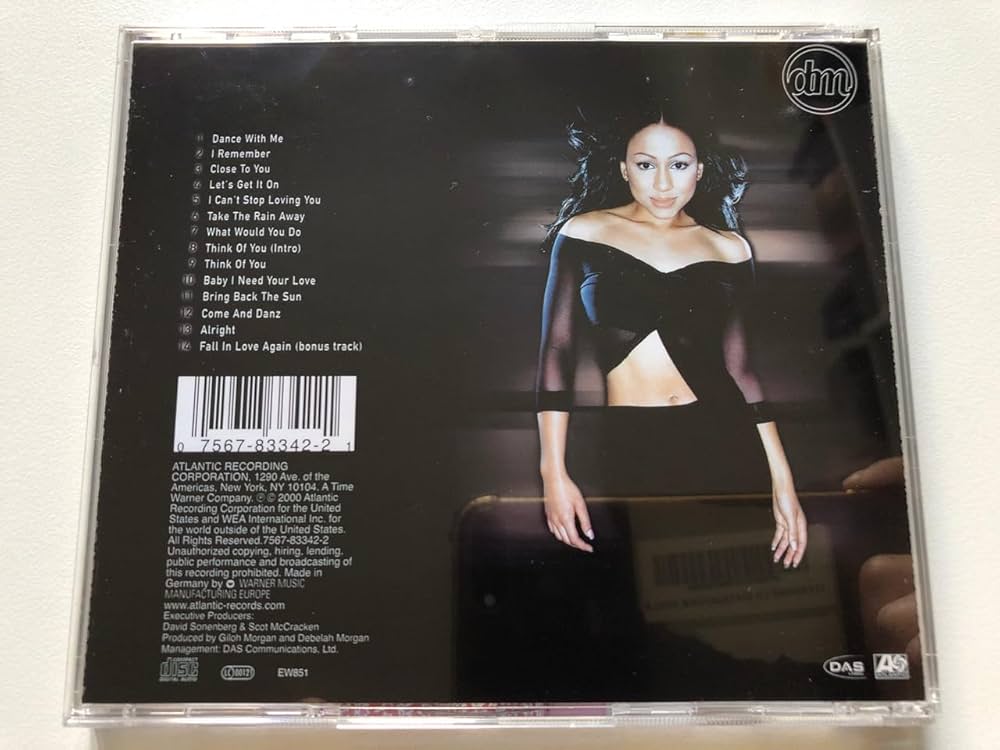 dm
1 Dance With Me
2 I Remember
3 Close To You
4 Let's Get It On
5 I Can't Stop Loving You
6 Take The Rain Away
7 What Would You Do
8 Think Of You (Intro)
9 Think Of You
10 Baby I Need Your Love
11 Bring Back The Sun
12 Come And Danz
13 Alright
14 Fall In Love Again (bonus track)
0 7567-83342-2 1
ATLANTIC RECORDING
CORPORATION, 1290 Ave. of the
Americas, New York, NY 10104. A Time
Warner Company. ℗ © 2000 Atlantic
Recording Corporation for the United
States and WEA International Inc. for
the world outside of the United States.
All Rights Reserved.7567-83342-2
Unauthorized copying, hiring, lending,
public performance and broadcasting of
this recording prohibited. Made in
Germany by WARNER MUSIC
MANUFACTURING EUROPE
www.atlantic-records.com
Executive Producers:
David Sonenberg & Scot McCracken
Produced by Giloh Morgan and Debelah Morgan
Management: DAS Communications, Ltd.
COMPACT
disc
DIGITAL AUDIO
LC 00121
EW851
DAS